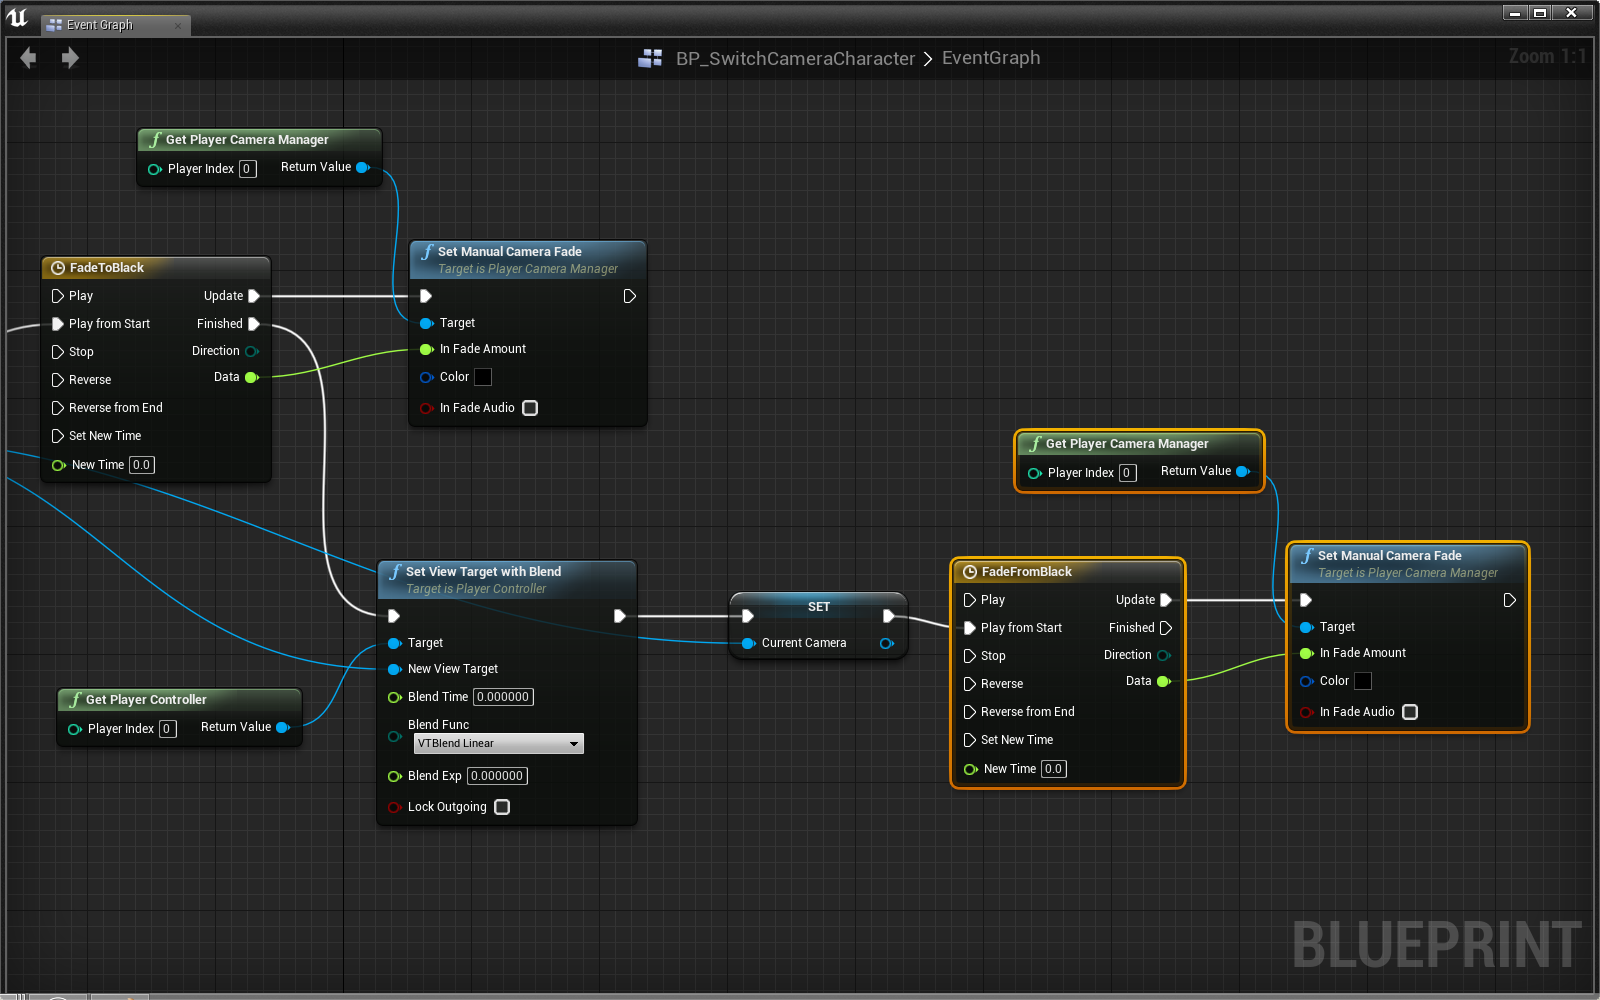 Event Graph
BP_SwitchCameraCharacter > EventGraph
Zoom 1:1
Get Player Camera Manager
Player Index 0 Return Value
FadeToBlack
Play Update
Play from Start Finished
Stop Direction
Reverse Data
Reverse from End
Set New Time
New Time 0.0
Set Manual Camera Fade
Target is Player Camera Manager
Target
In Fade Amount
Color
In Fade Audio
Get Player Controller
Player Index 0 Return Value
Set View Target with Blend
Target is Player Controller
Target
New View Target
Blend Time 0.000000
Blend Func
VTBlend Linear
Blend Exp 0.000000
Lock Outgoing
SET
Current Camera
Get Player Camera Manager
Player Index 0 Return Value
FadeFromBlack
Play Update
Play from Start Finished
Stop Direction
Reverse Data
Reverse from End
Set New Time
New Time 0.0
Set Manual Camera Fade
Target is Player Camera Manager
Target
In Fade Amount
Color
In Fade Audio
BLUEPRINT